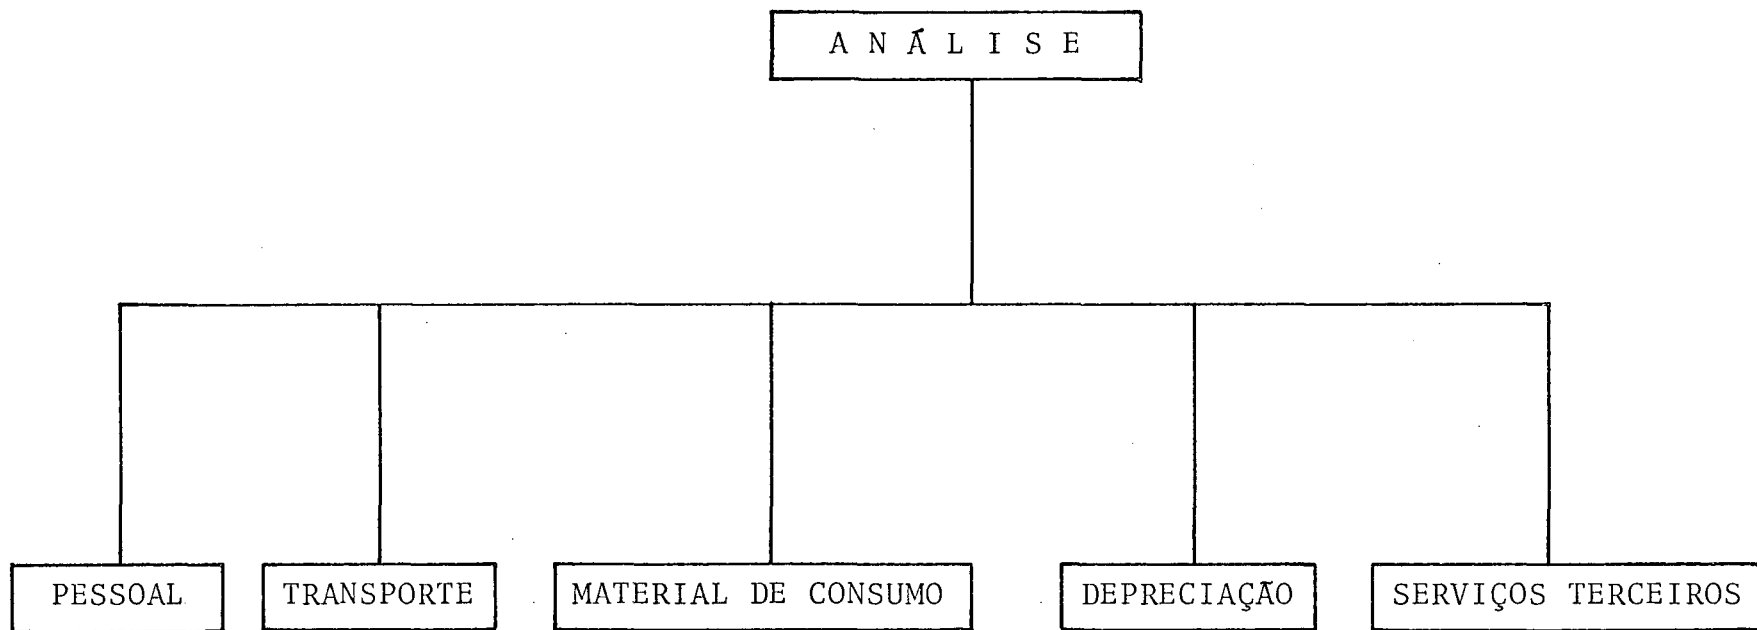 A N Á L I S E
PESSOAL
TRANSPORTE
MATERIAL DE CONSUMO
DEPRECIAÇÃO
SERVIÇOS TERCEIROS